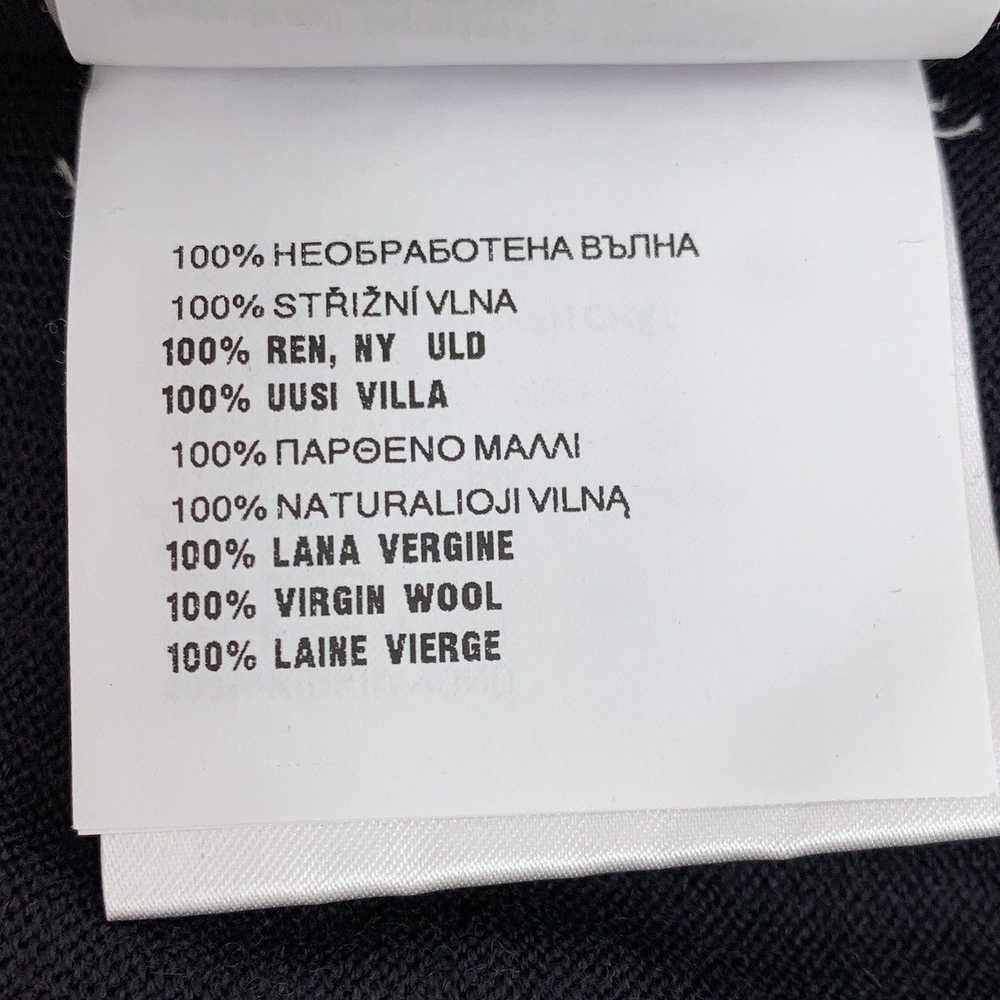 100% НЕОБРАБОТЕНА ВЪЛНА
100% STŘIŽNÍ VLNA
100% REN, NY ULD
100% UUSI VILLA
100% ΠΑΡΘΕΝΟ ΜΑΛΛΙ
100% NATURALIOJI VILNĄ
100% LANA VERGINE
100% VIRGIN WOOL
100% LAINE VIERGE